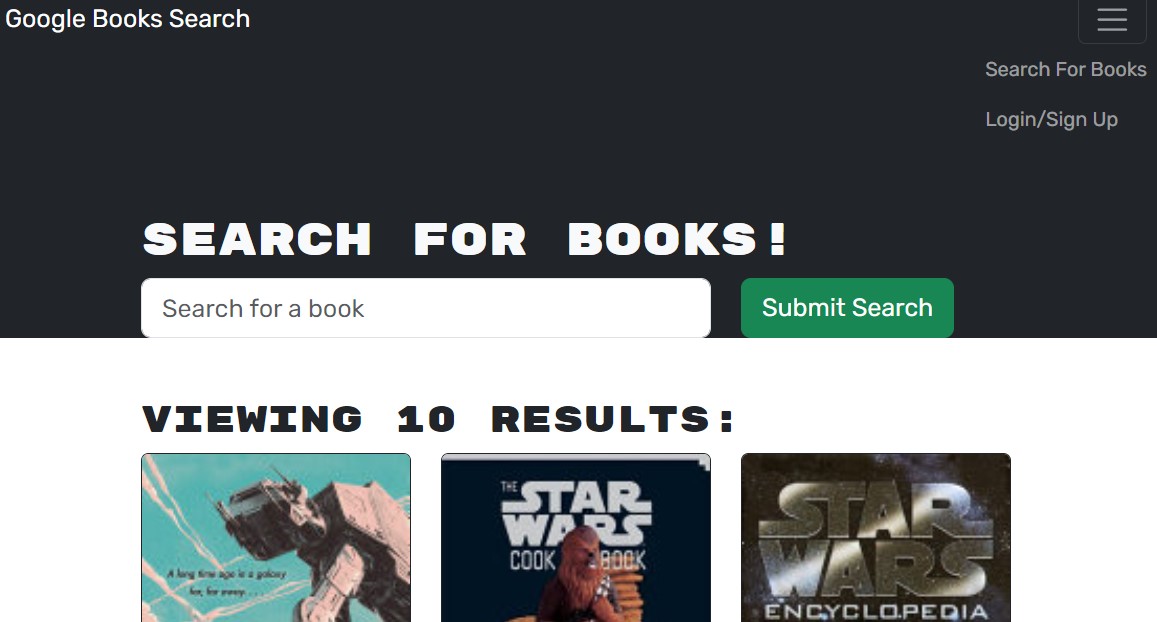 Google Books Search
Search For Books
Login/Sign Up
SEARCH FOR BOOKS!
Search for a book
Submit Search
VIEWING 10 RESULTS:
A long time ago in a galaxy
far, far away. . . .
THE
STAR
WARS
COOK BOOK
STAR
WARS
ENCYCLOPEDIA